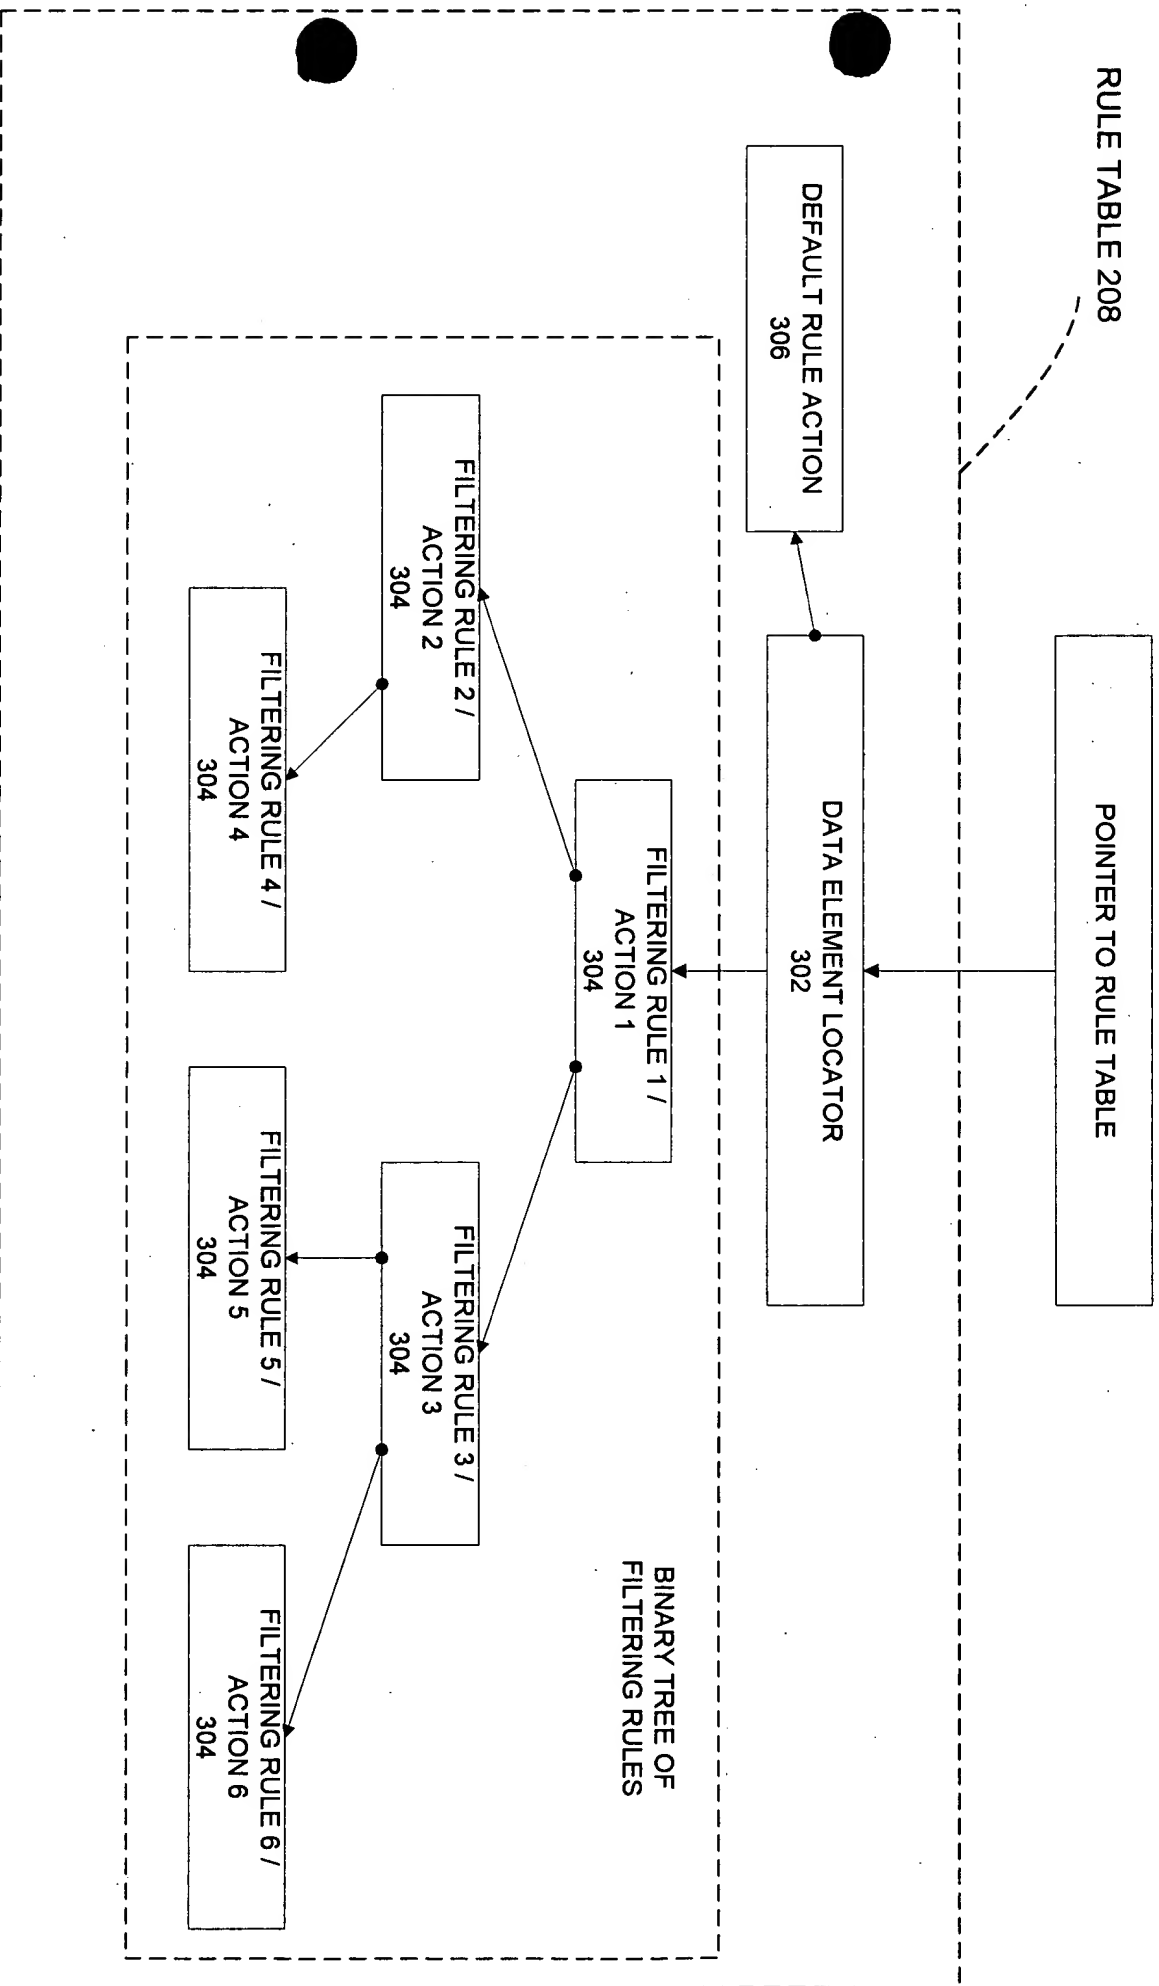 RULE TABLE 208
POINTER TO RULE TABLE
DATA ELEMENT LOCATOR
302
DEFAULT RULE ACTION
306
BINARY TREE OF
FILTERING RULES
FILTERING RULE 1 /
ACTION 1
304
FILTERING RULE 2 /
ACTION 2
304
FILTERING RULE 3 /
ACTION 3
304
FILTERING RULE 4 /
ACTION 4
304
FILTERING RULE 5 /
ACTION 5
304
FILTERING RULE 6 /
ACTION 6
304